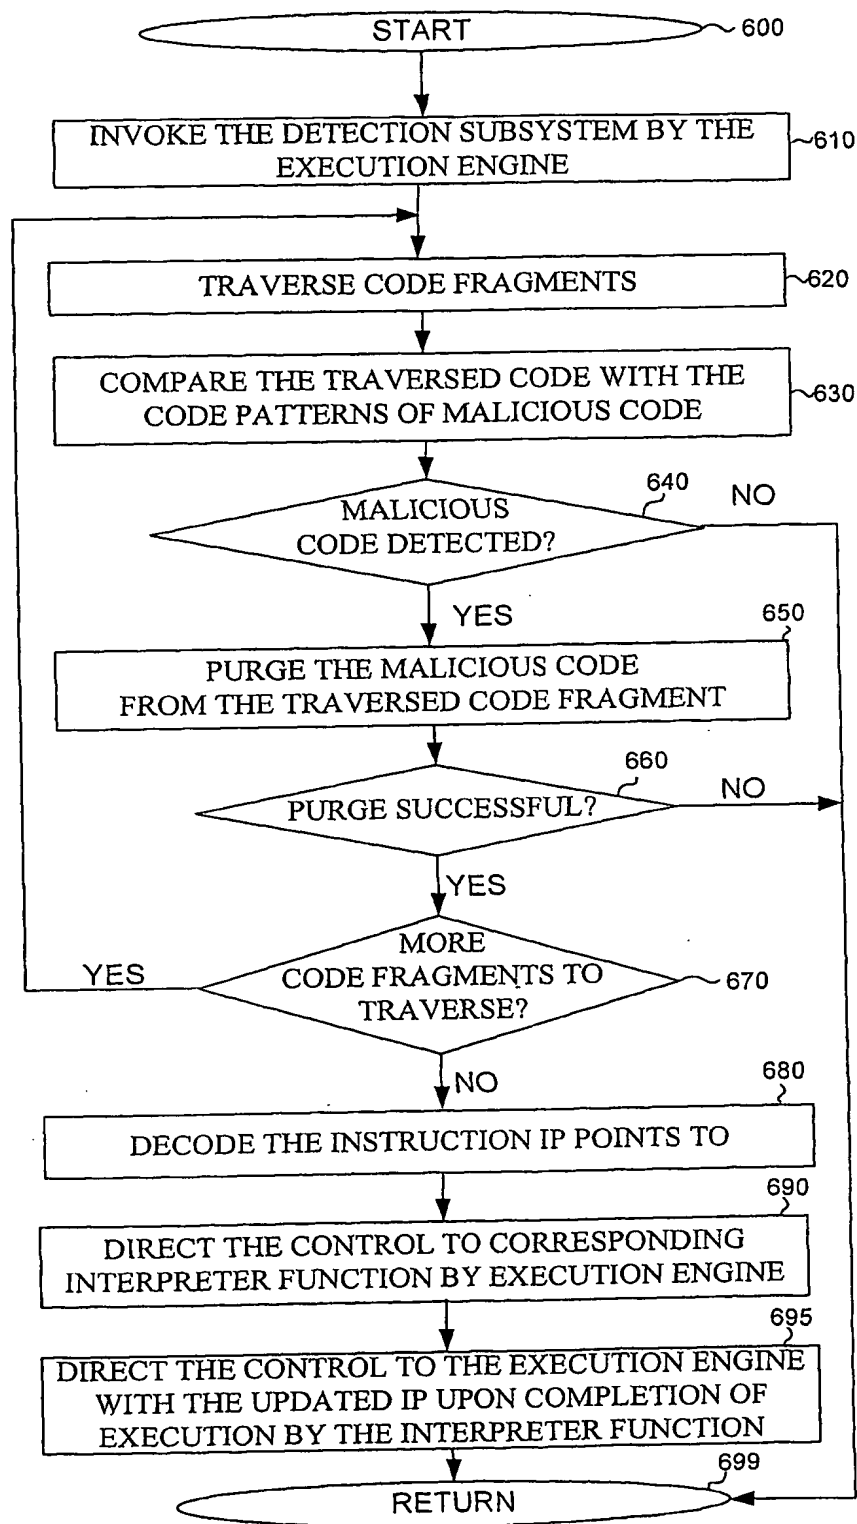 START
600
INVOKE THE DETECTION SUBSYSTEM BY THE
EXECUTION ENGINE
610
TRAVERSE CODE FRAGMENTS
620
COMPARE THE TRAVERSED CODE WITH THE
CODE PATTERNS OF MALICIOUS CODE
630
640
NO
MALICIOUS
CODE DETECTED?
YES
650
PURGE THE MALICIOUS CODE
FROM THE TRAVERSED CODE FRAGMENT
660
PURGE SUCCESSFUL?
NO
YES
MORE
CODE FRAGMENTS TO
TRAVERSE?
YES
670
NO
680
DECODE THE INSTRUCTION IP POINTS TO
690
DIRECT THE CONTROL TO CORRESPONDING
INTERPRETER FUNCTION BY EXECUTION ENGINE
695
DIRECT THE CONTROL TO THE EXECUTION ENGINE
WITH THE UPDATED IP UPON COMPLETION OF
EXECUTION BY THE INTERPRETER FUNCTION
699
RETURN